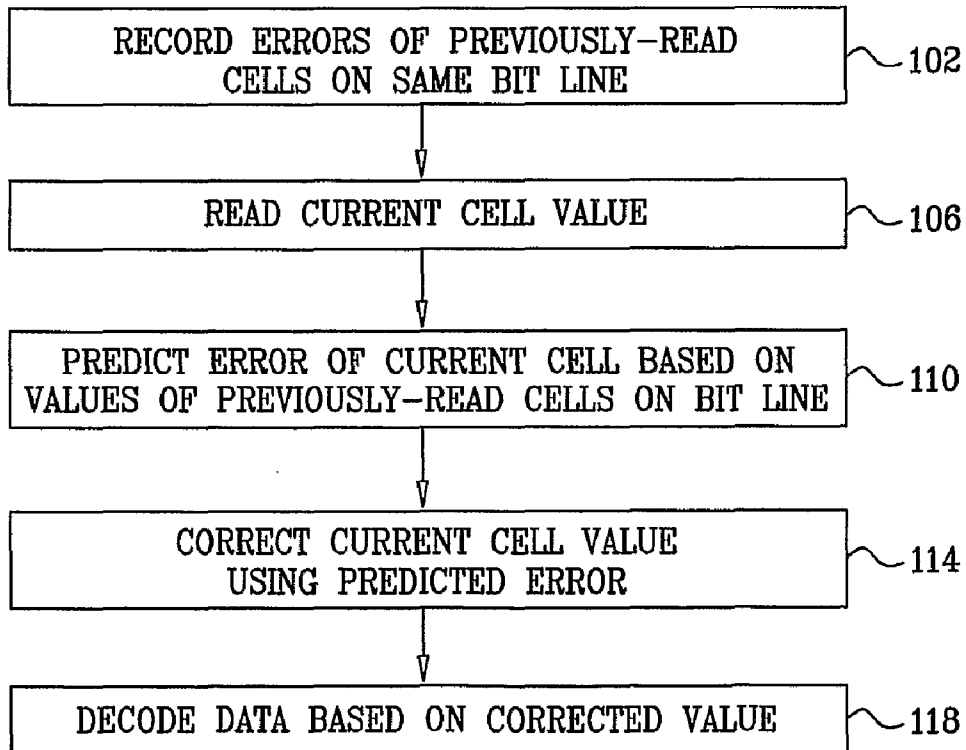 RECORD ERRORS OF PREVIOUSLY-READ
CELLS ON SAME BIT LINE
102
READ CURRENT CELL VALUE
106
PREDICT ERROR OF CURRENT CELL BASED ON
VALUES OF PREVIOUSLY-READ CELLS ON BIT LINE
110
CORRECT CURRENT CELL VALUE
USING PREDICTED ERROR
114
DECODE DATA BASED ON CORRECTED VALUE
118